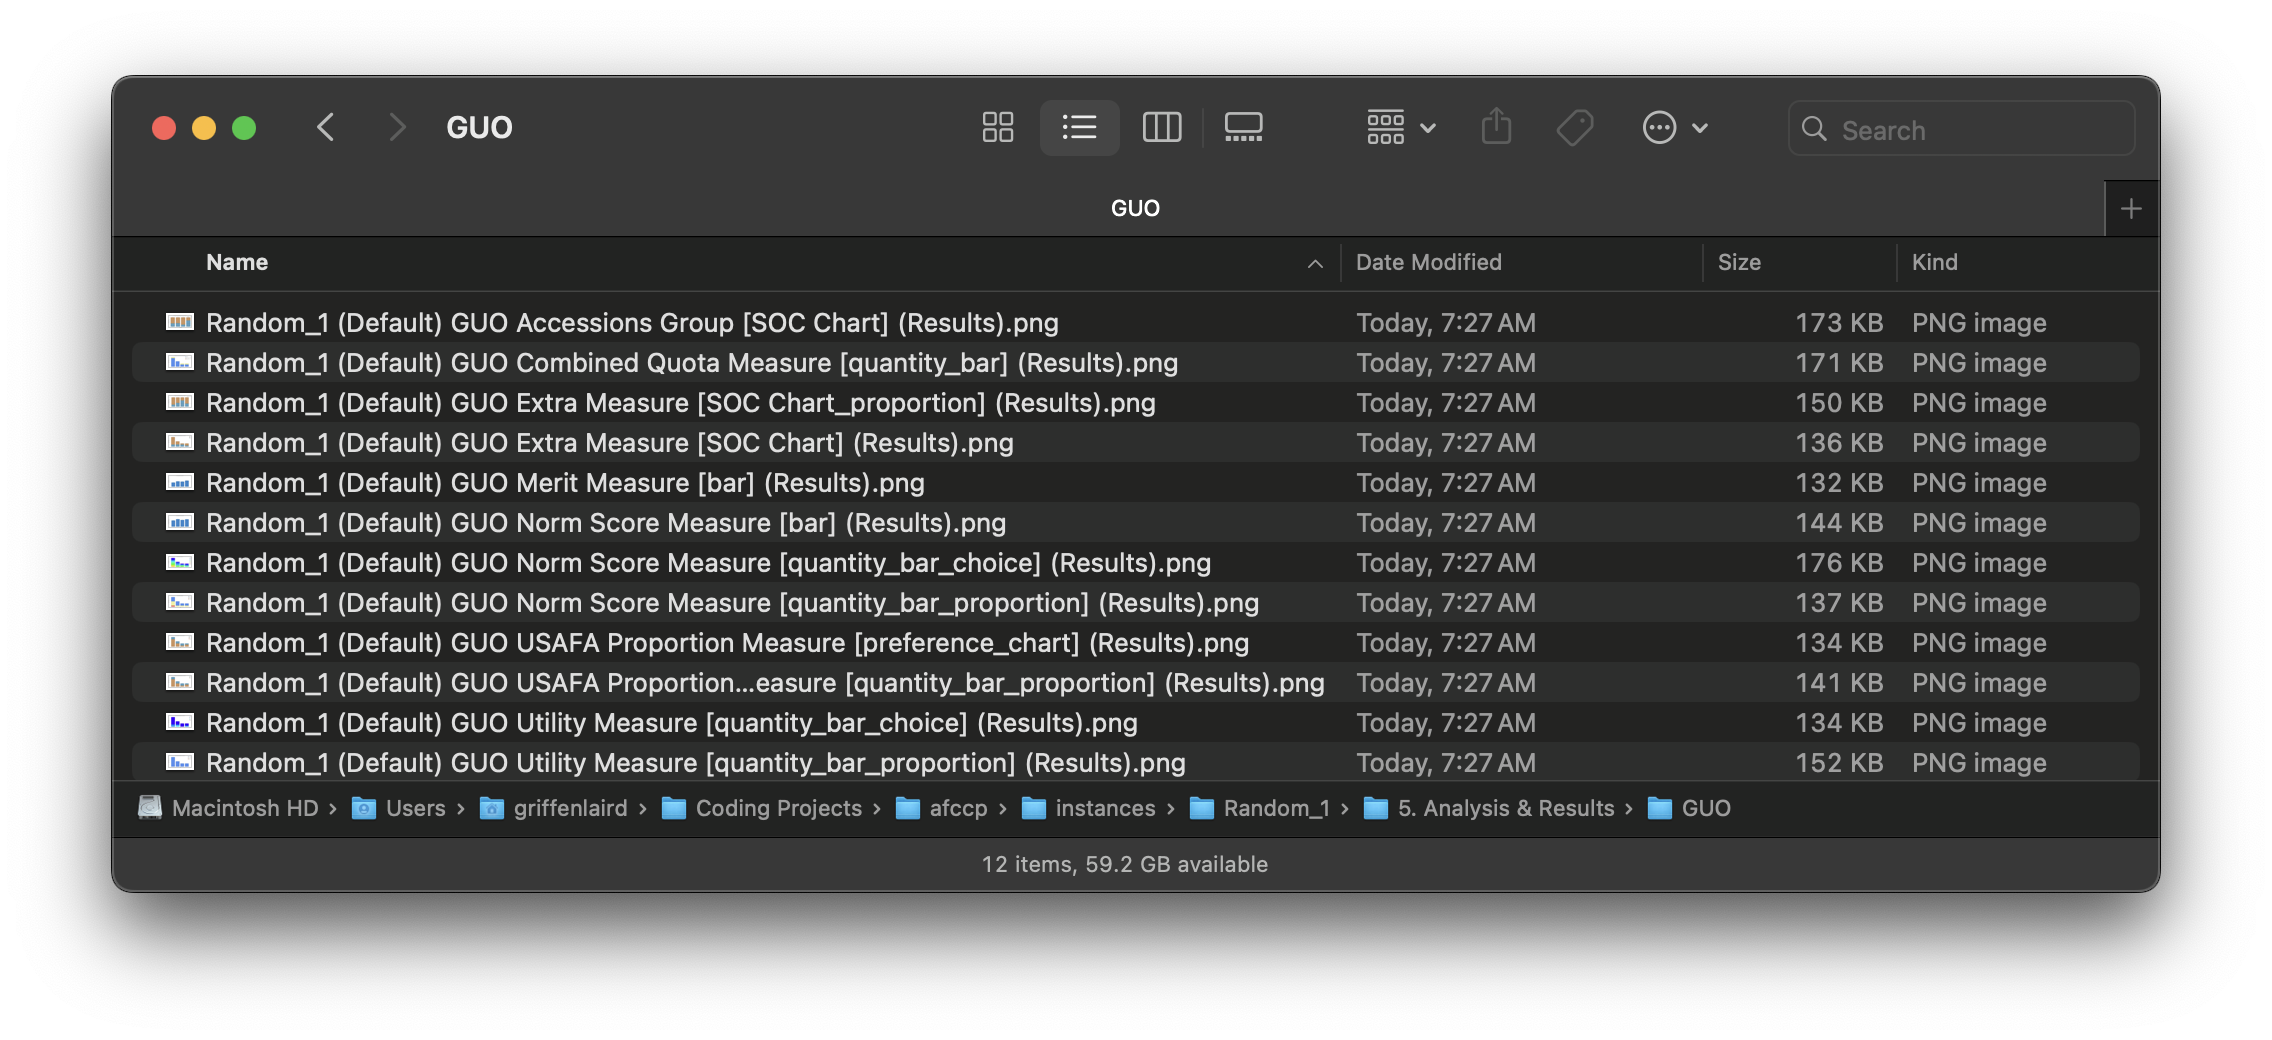 GUO
Search
GUO
Name Date Modified Size Kind
Random_1 (Default) GUO Accessions Group [SOC Chart] (Results).png Today, 7:27 AM 173 KB PNG image
Random_1 (Default) GUO Combined Quota Measure [quantity_bar] (Results).png Today, 7:27 AM 171 KB PNG image
Random_1 (Default) GUO Extra Measure [SOC Chart_proportion] (Results).png Today, 7:27 AM 150 KB PNG image
Random_1 (Default) GUO Extra Measure [SOC Chart] (Results).png Today, 7:27 AM 136 KB PNG image
Random_1 (Default) GUO Merit Measure [bar] (Results).png Today, 7:27 AM 132 KB PNG image
Random_1 (Default) GUO Norm Score Measure [bar] (Results).png Today, 7:27 AM 144 KB PNG image
Random_1 (Default) GUO Norm Score Measure [quantity_bar_choice] (Results).png Today, 7:27 AM 176 KB PNG image
Random_1 (Default) GUO Norm Score Measure [quantity_bar_proportion] (Results).png Today, 7:27 AM 137 KB PNG image
Random_1 (Default) GUO USAFA Proportion Measure [preference_chart] (Results).png Today, 7:27 AM 134 KB PNG image
Random_1 (Default) GUO USAFA Proportion...easure [quantity_bar_proportion] (Results).png Today, 7:27 AM 141 KB PNG image
Random_1 (Default) GUO Utility Measure [quantity_bar_choice] (Results).png Today, 7:27 AM 134 KB PNG image
Random_1 (Default) GUO Utility Measure [quantity_bar_proportion] (Results).png Today, 7:27 AM 152 KB PNG image
Macintosh HD › Users › griffenlaird › Coding Projects › afccp › instances › Random_1 › 5. Analysis & Results › GUO
12 items, 59.2 GB available